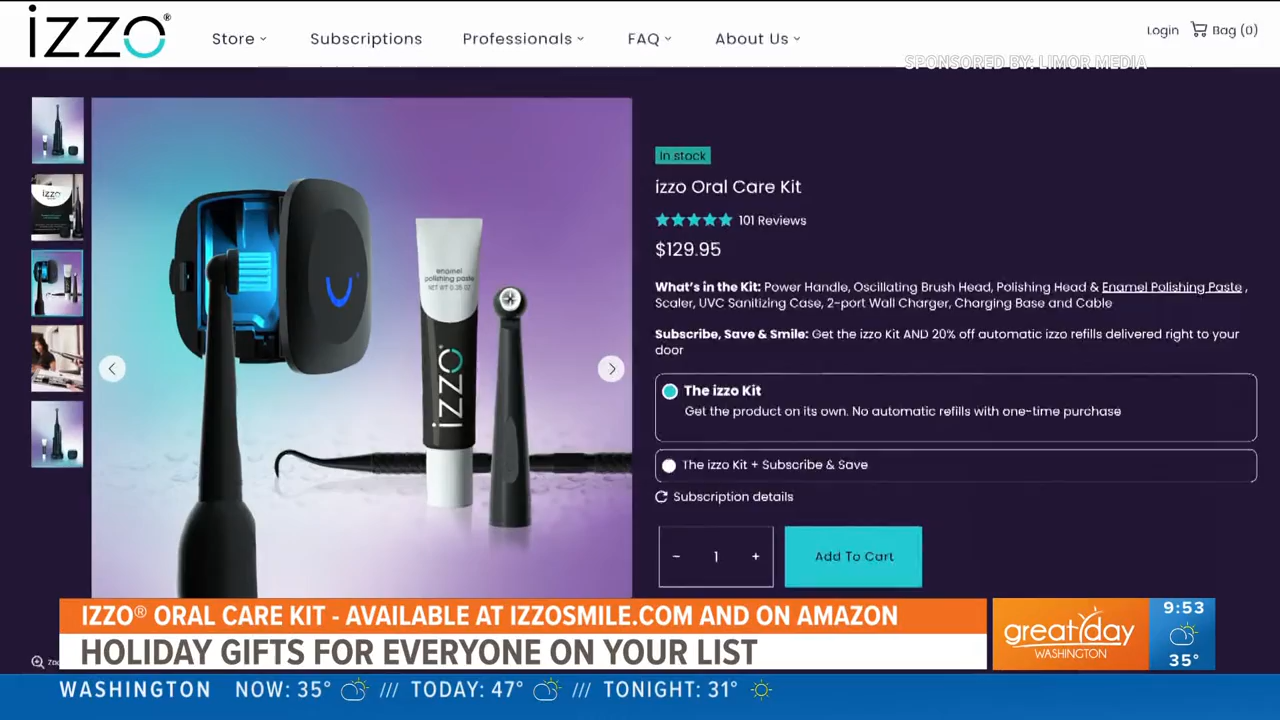 izzo®
Store
Subscriptions
Professionals
FAQ
About Us
Login
Bag (0)
SPONSORED BY: LIMOR MEDIA
In stock
izzo Oral Care Kit
101 Reviews
$129.95
What's in the Kit: Power Handle, Oscillating Brush Head, Polishing Head & Enamel Polishing Paste ,
Scaler, UVC Sanitizing Case, 2-port Wall Charger, Charging Base and Cable
Subscribe, Save & Smile: Get the izzo Kit AND 20% off automatic izzo refills delivered right to your
door
The izzo Kit
Get the product on its own. No automatic refills with one-time purchase
The izzo Kit + Subscribe & Save
Subscription details
- 1 +
Add To Cart
izzo
enamel
polishing paste
NET WT 0.28 OZ
izzo®
IZZO® ORAL CARE KIT - AVAILABLE AT IZZOSMILE.COM AND ON AMAZON
HOLIDAY GIFTS FOR EVERYONE ON YOUR LIST
great day
WASHINGTON
9:53
35°
WASHINGTON NOW: 35° /// TODAY: 47° /// TONIGHT: 31°